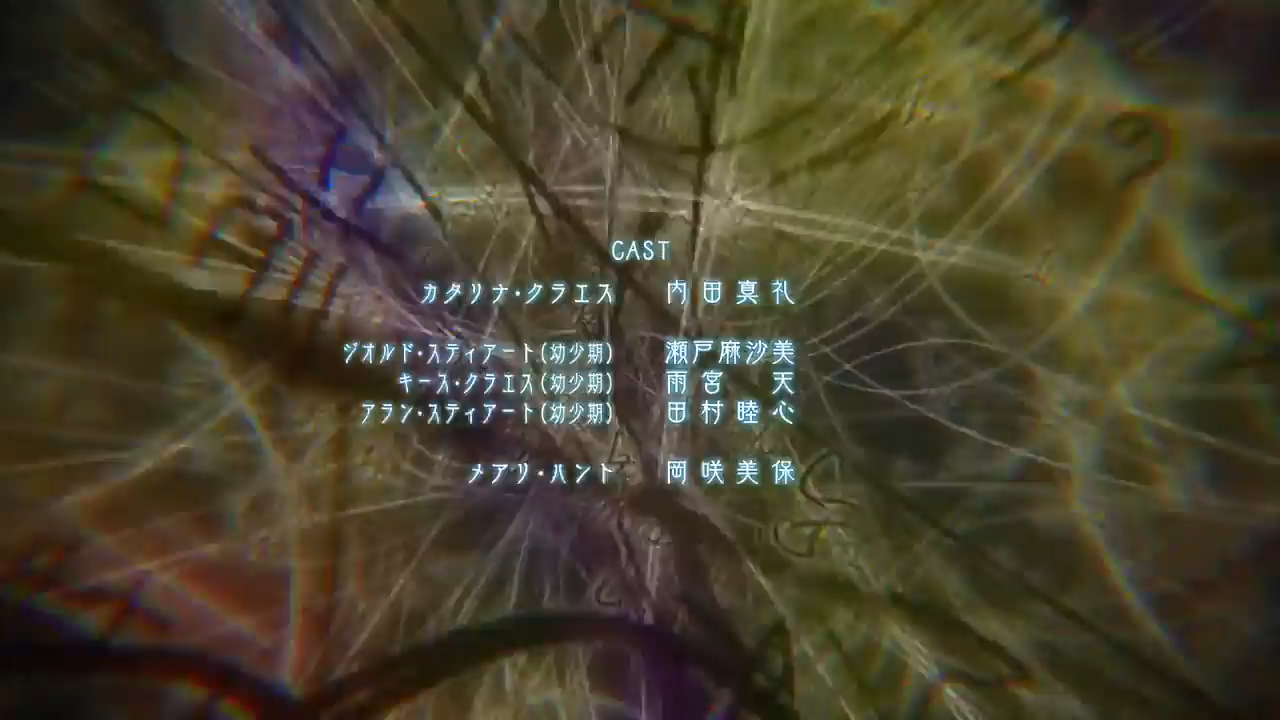 CAST
カタリナ・クラエス 内田真礼
ジオルド・スティアート(幼少期) 瀬戸麻沙美
キース・クラエス(幼少期) 雨宮 天
アラン・スティアート(幼少期) 田村睦心
メアリ・ハント 岡咲美保